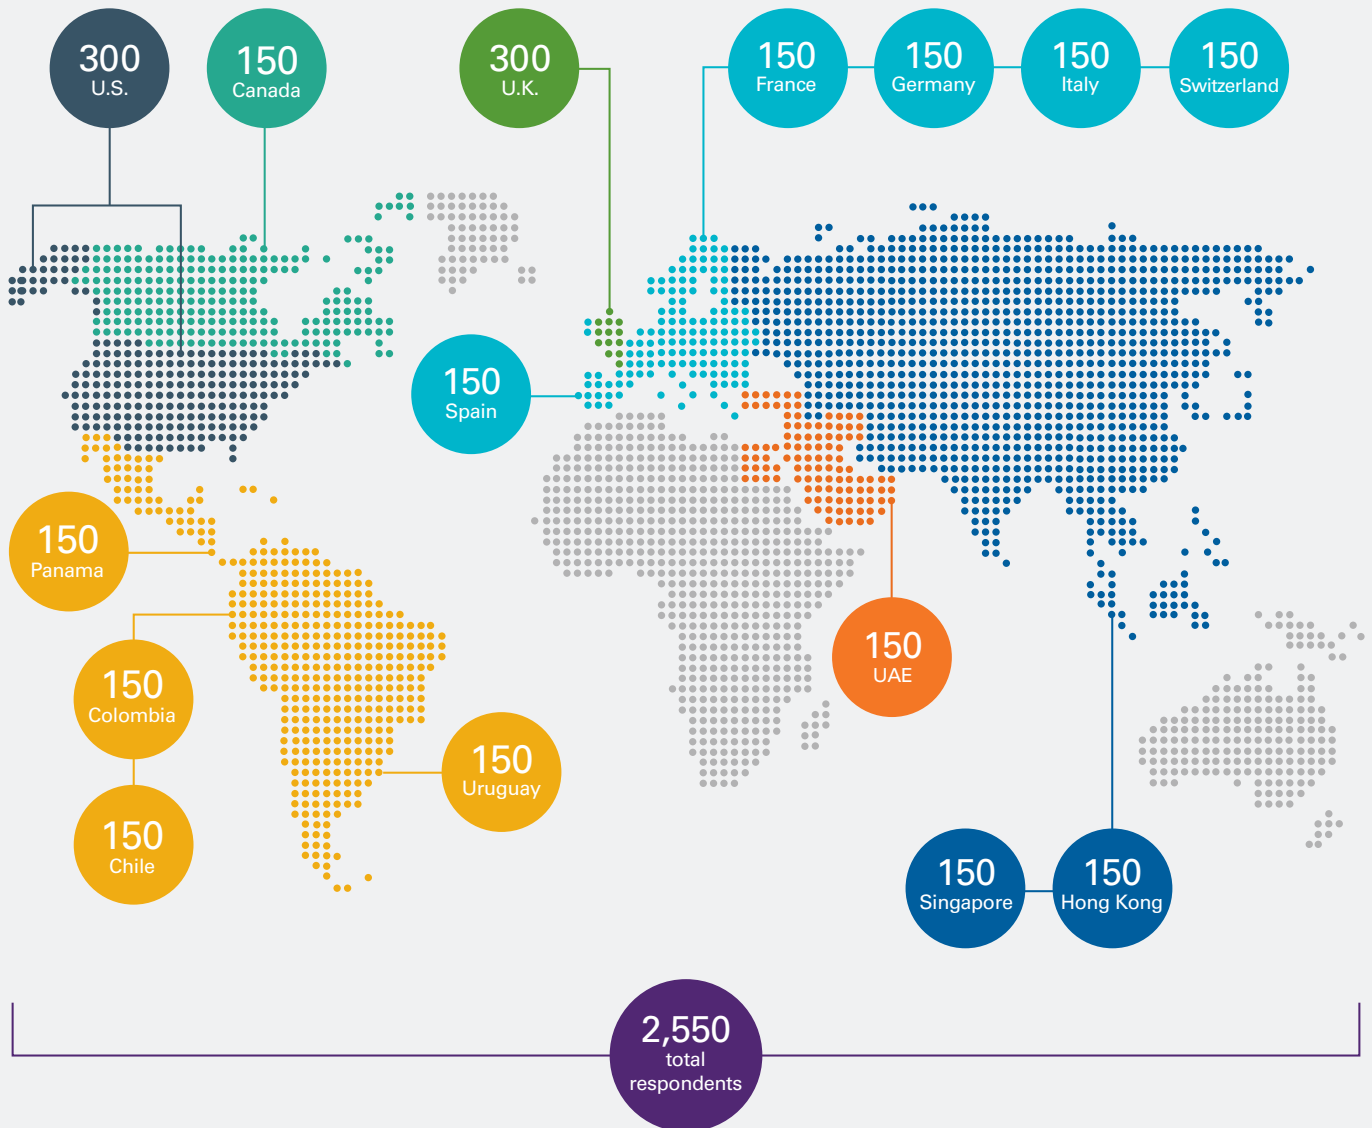 300
U.S.
150
Canada
300
U.K.
150
France
150
Germany
150
Italy
150
Switzerland
150
Spain
150
Panama
150
Colombia
150
Chile
150
Uruguay
150
UAE
150
Singapore
150
Hong Kong
2,550
total
respondents